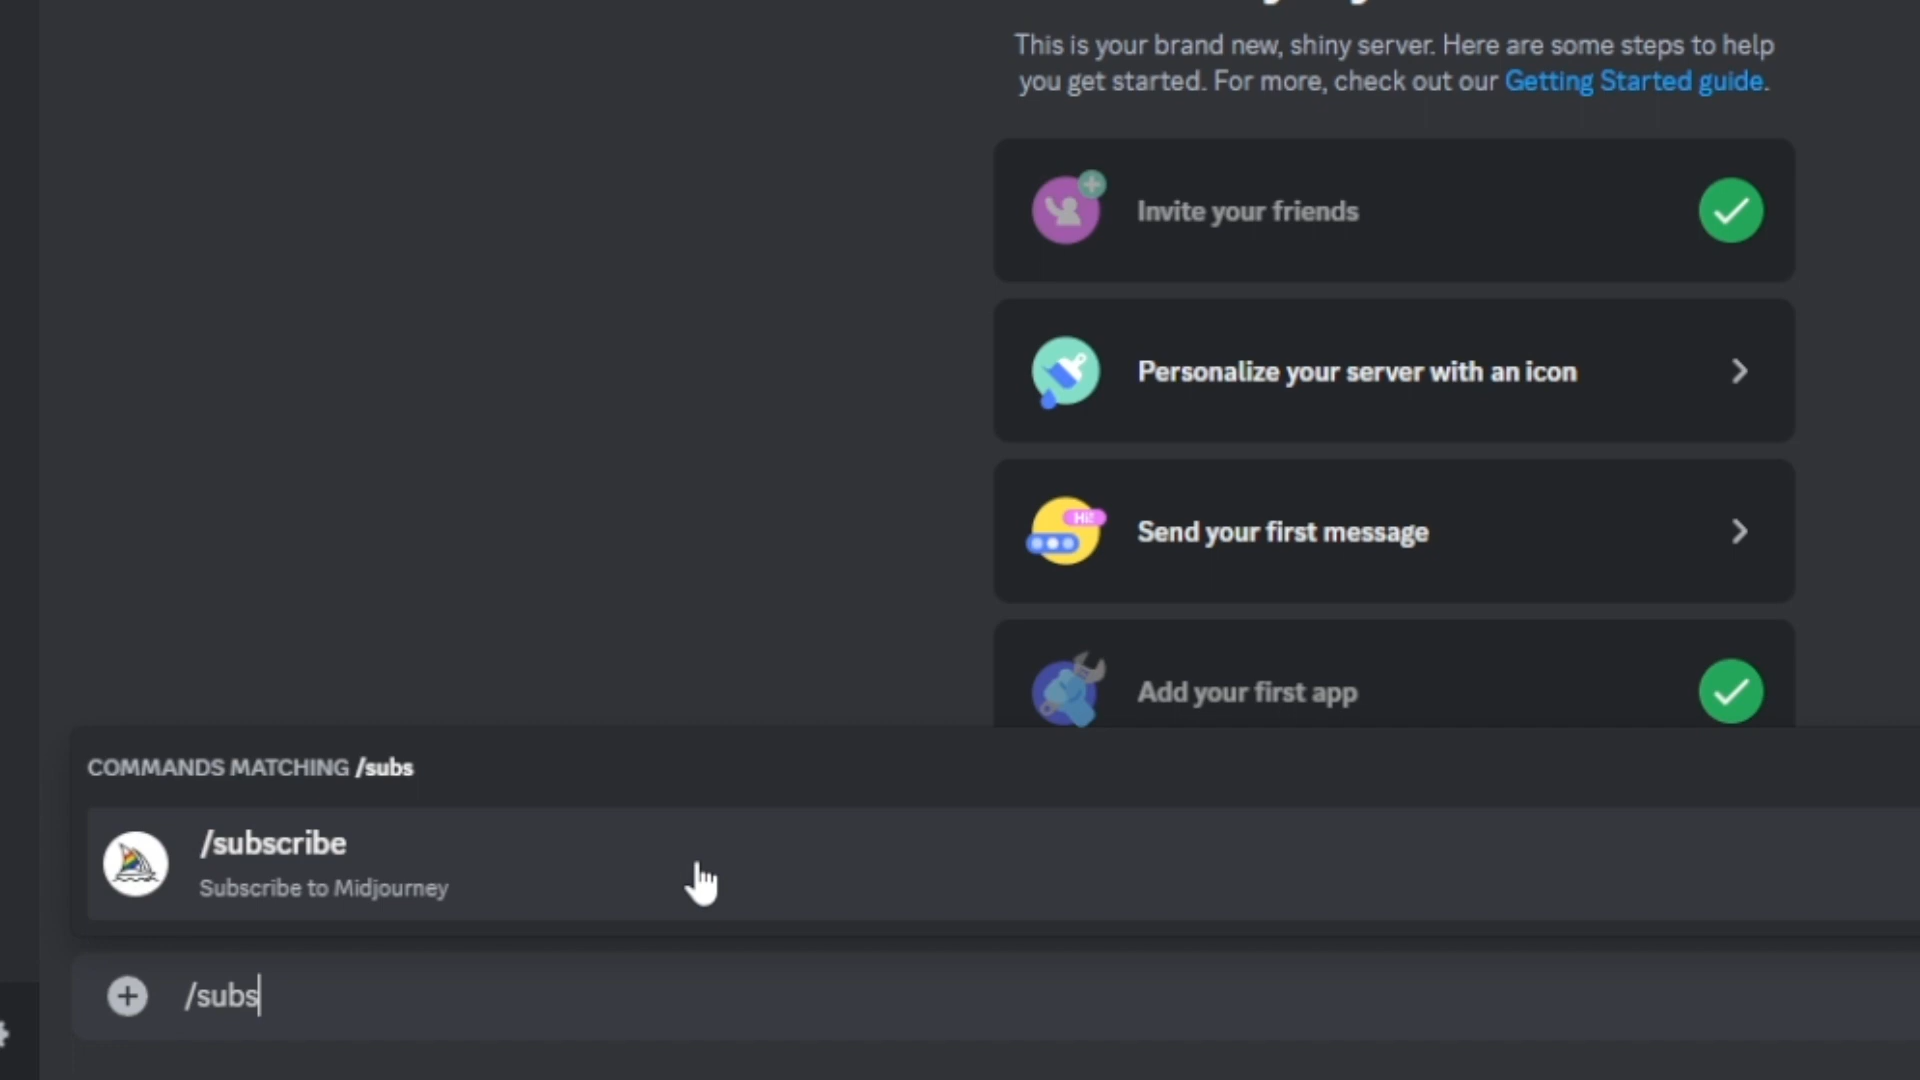 This is your brand new, shiny server. Here are some steps to help
you get started. For more, check out our Getting Started guide.
Invite your friends
Personalize your server with an icon
Hi!
Send your first message
Add your first app
COMMANDS MATCHING /subs
/subscribe
Subscribe to Midjourney
/subs